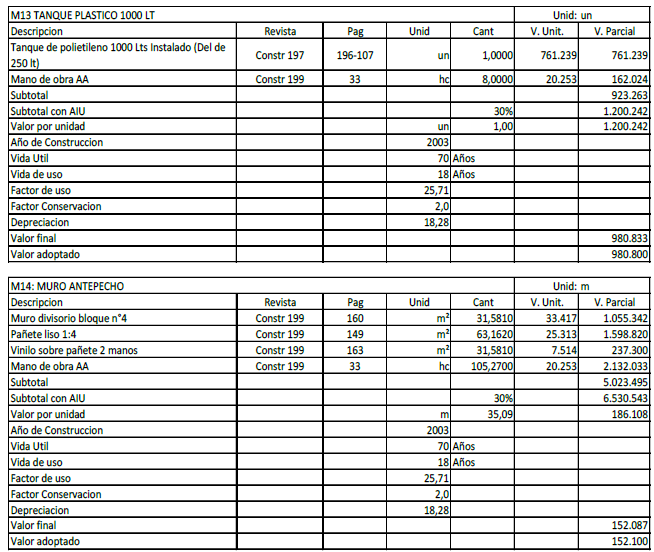 M13 TANQUE PLASTICO 1000 LT Unid: un
Descripcion Revista Pag Unid Cant V. Unit. V. Parcial
Tanque de polietileno 1000 Lts Instalado (Del de
250 lt) Constr 197 196-107 un 1,0000 761.239 761.239
Mano de obra AA Constr 199 33 hc 8,0000 20.253 162.024
Subtotal 923.263
Subtotal con AIU 30% 1.200.242
Valor por unidad un 1,00 1.200.242
Año de Construccion 2003
Vida Util 70 Años
Vida de uso 18 Años
Factor de uso 25,71
Factor Conservacion 2,0
Depreciacion 18,28
Valor final 980.833
Valor adoptado 980.800
M14: MURO ANTEPECHO Unid: m
Descripcion Revista Pag Unid Cant V. Unit. V. Parcial
Muro divisorio bloque n°4 Constr 199 160 m² 31,5810 33.417 1.055.342
Pañete liso 1:4 Constr 199 149 m² 63,1620 25.313 1.598.820
Vinilo sobre pañete 2 manos Constr 199 163 m² 31,5810 7.514 237.300
Mano de obra AA Constr 199 33 hc 105,2700 20.253 2.132.033
Subtotal 5.023.495
Subtotal con AIU 30% 6.530.543
Valor por unidad m 35,09 186.108
Año de Construccion 2003
Vida Util 70 Años
Vida de uso 18 Años
Factor de uso 25,71
Factor Conservacion 2,0
Depreciacion 18,28
Valor final 152.087
Valor adoptado 152.100